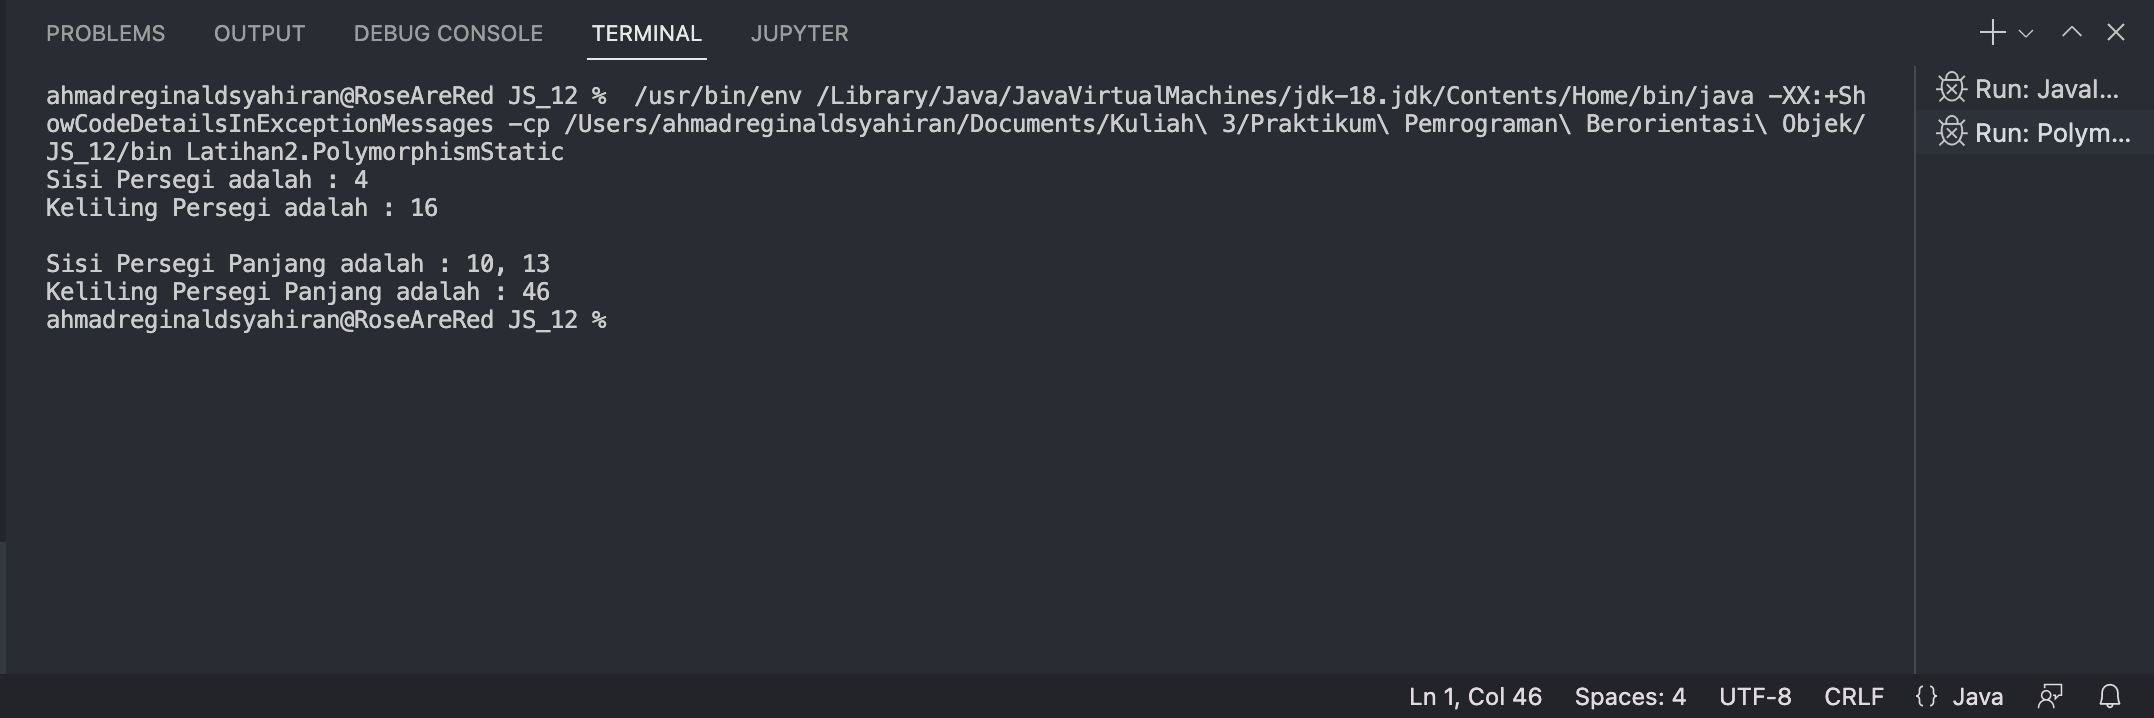 PROBLEMS OUTPUT DEBUG CONSOLE TERMINAL JUPYTER
ahmadreginaldsyahiran@RoseAreRed JS_12 %  /usr/bin/env /Library/Java/JavaVirtualMachines/jdk-18.jdk/Contents/Home/bin/java -XX:+Sh
owCodeDetailsInExceptionMessages -cp /Users/ahmadreginaldsyahiran/Documents/Kuliah\ 3/Praktikum\ Pemrograman\ Berorientasi\ Objek/
JS_12/bin Latihan2.PolymorphismStatic
Sisi Persegi adalah : 4
Keliling Persegi adalah : 16
Sisi Persegi Panjang adalah : 10, 13
Keliling Persegi Panjang adalah : 46
ahmadreginaldsyahiran@RoseAreRed JS_12 %
Run: Javal...
Run: Polym...
Ln 1, Col 46 Spaces: 4 UTF-8 CRLF {} Java